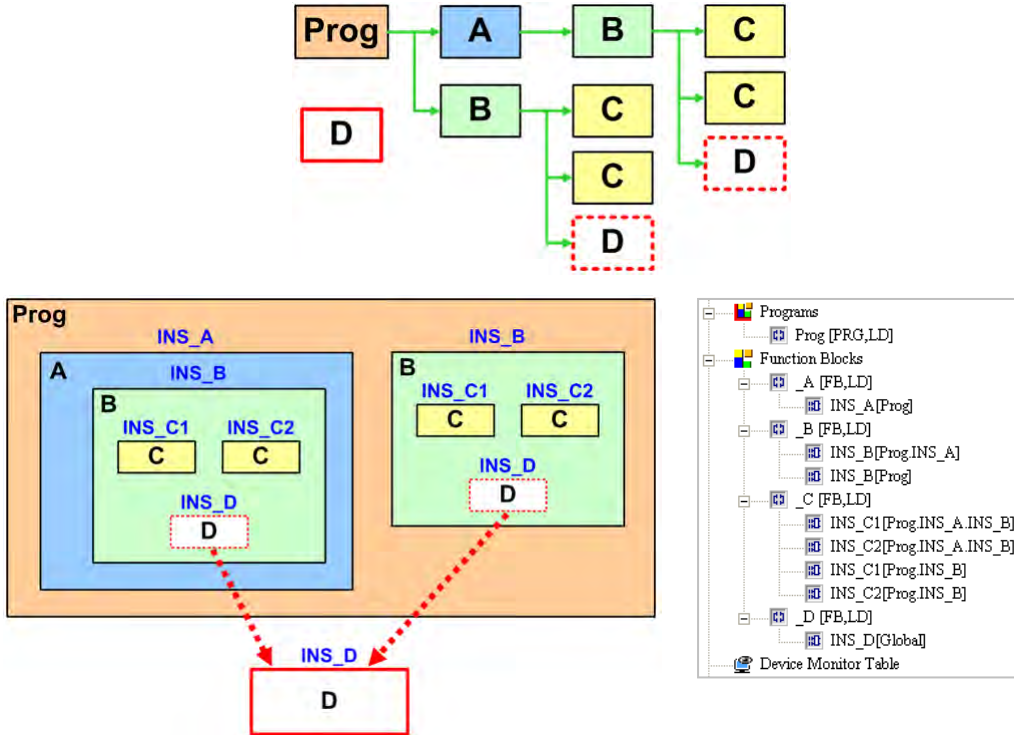 Prog A B C
B C C
D
C D
D
Prog
INS_A INS_B
A INS_B B
B INS_C1 INS_C2
INS_C1 INS_C2 C C
C C
INS_D
INS_D D
D
INS_D
D
Programs
Prog [PRG,LD]
Function Blocks
_A [FB,LD]
INS_A[Prog]
_B [FB,LD]
INS_B[Prog.INS_A]
INS_B[Prog]
_C [FB,LD]
INS_C1[Prog.INS_A.INS_B]
INS_C2[Prog.INS_A.INS_B]
INS_C1[Prog.INS_B]
INS_C2[Prog.INS_B]
_D [FB,LD]
INS_D[Global]
Device Monitor Table